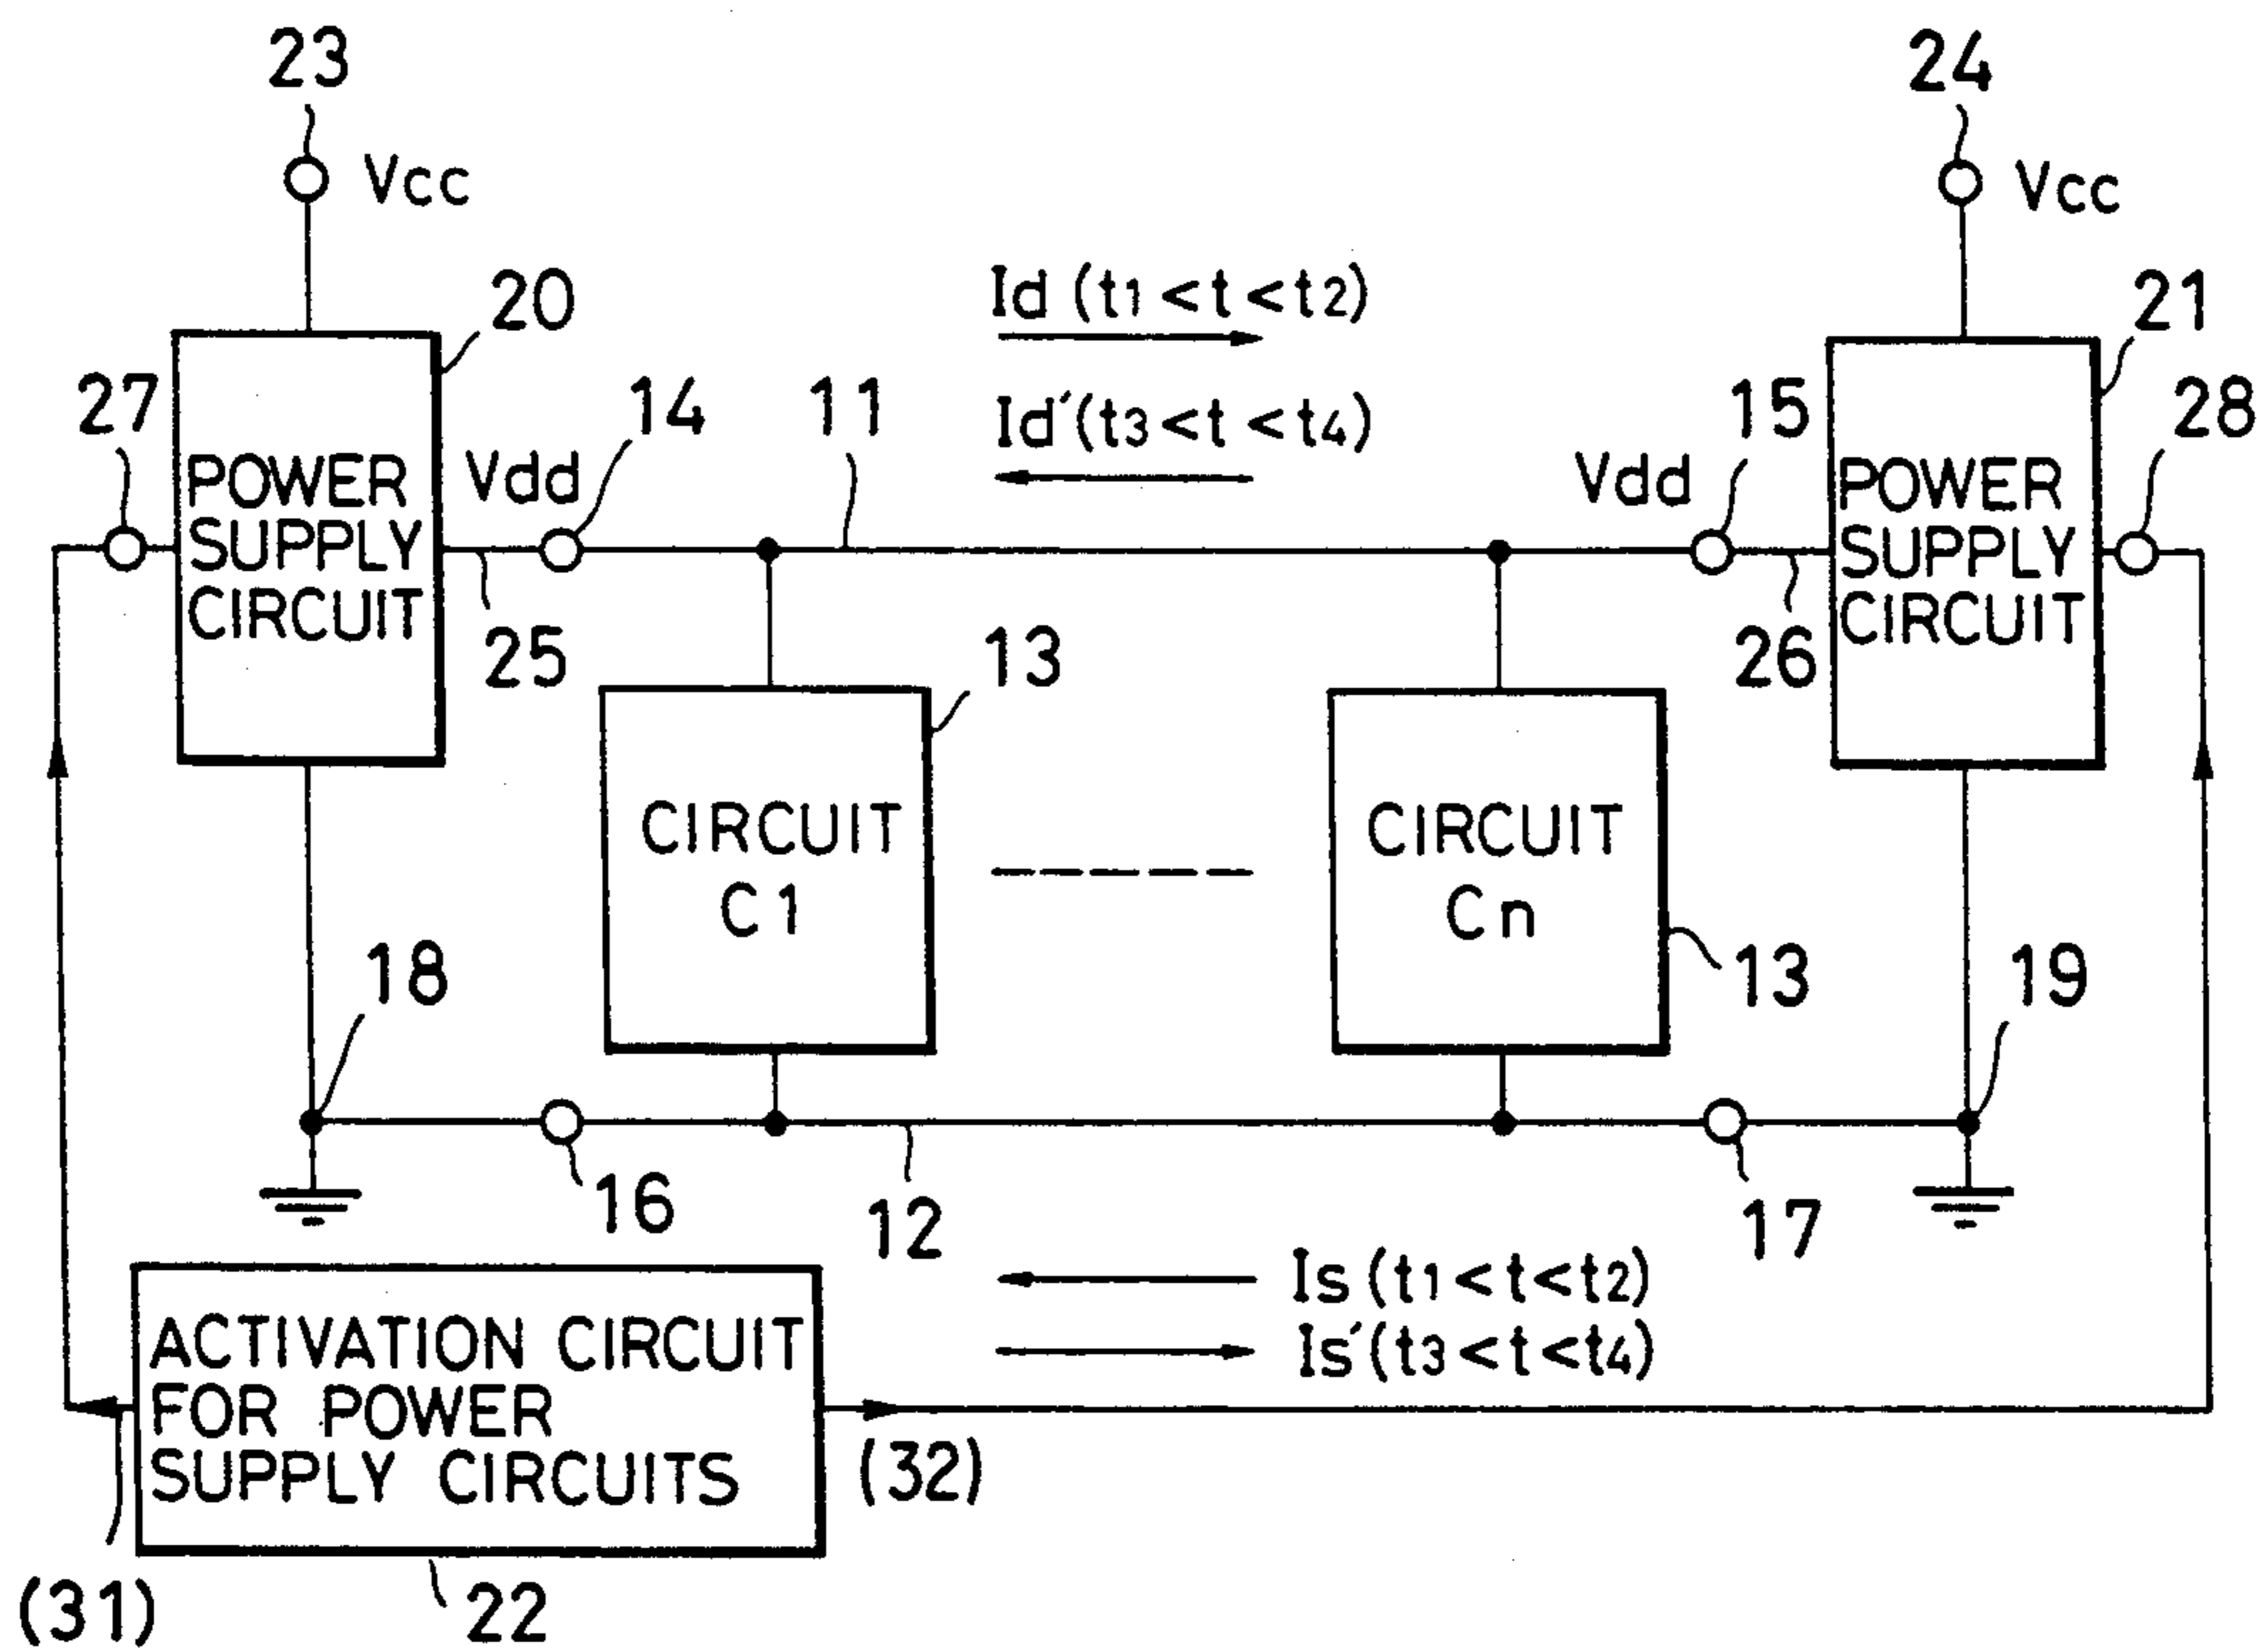 23
24
Vcc
Vcc
20
21
Id (t1<t<t2)
27
14
11
Id´(t3<t<t4)
15
28
Vdd
Vdd
POWER
SUPPLY
CIRCUIT
POWER
SUPPLY
CIRCUIT
25
13
26
CIRCUIT
C1
CIRCUIT
Cn
18
13
19
16
12
17
Is (t1<t<t2)
Is´(t3<t<t4)
ACTIVATION CIRCUIT
FOR POWER
SUPPLY CIRCUITS
(32)
(31)
22